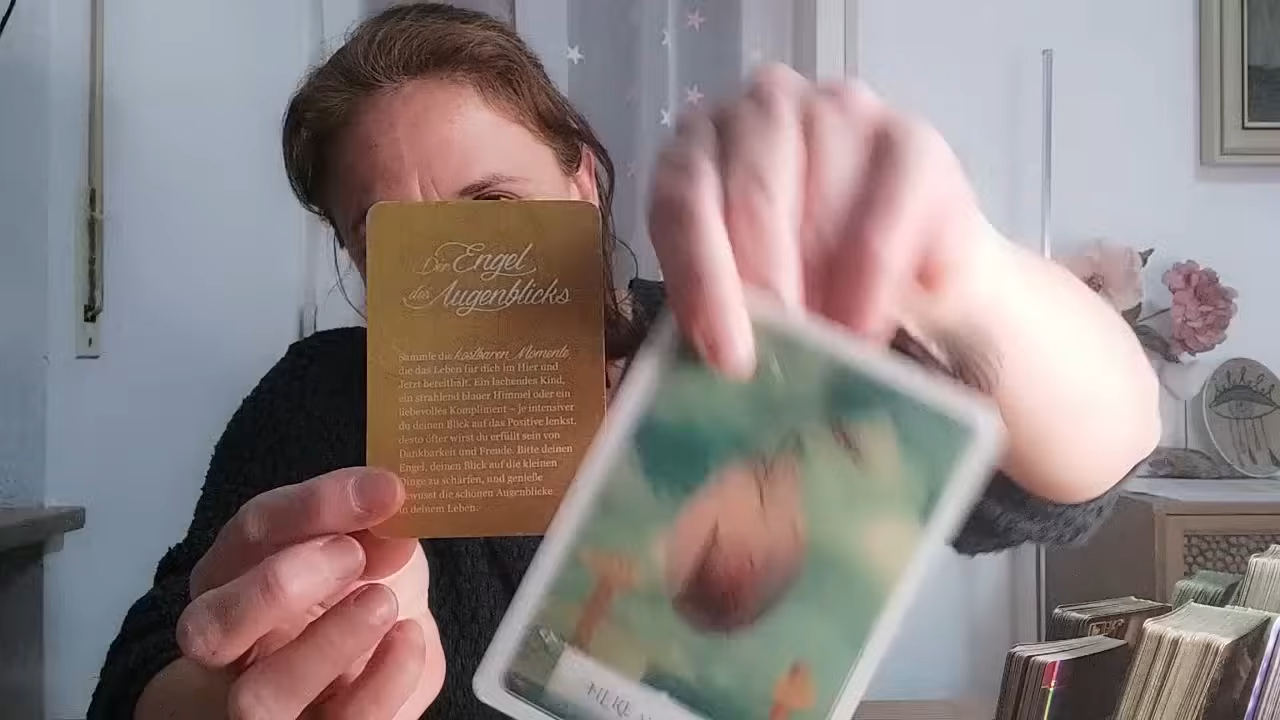 Der Engel
des Augenblicks
Sammle die kostbaren Momente,
die das Leben für dich im Hier und
Jetzt bereithält. Ein lachendes Kind,
ein strahlend blauer Himmel oder ein
liebevolles Kompliment – je intensiver
du deinen Blick auf das Positive lenkst,
desto öfter wirst du erfüllt sein von
Dankbarkeit und Freude. Bitte deinen
Engel, deinen Blick auf die kleinen
Dinge zu schärfen, und genieße
bewusst die schönen Augenblicke
in deinem Leben.